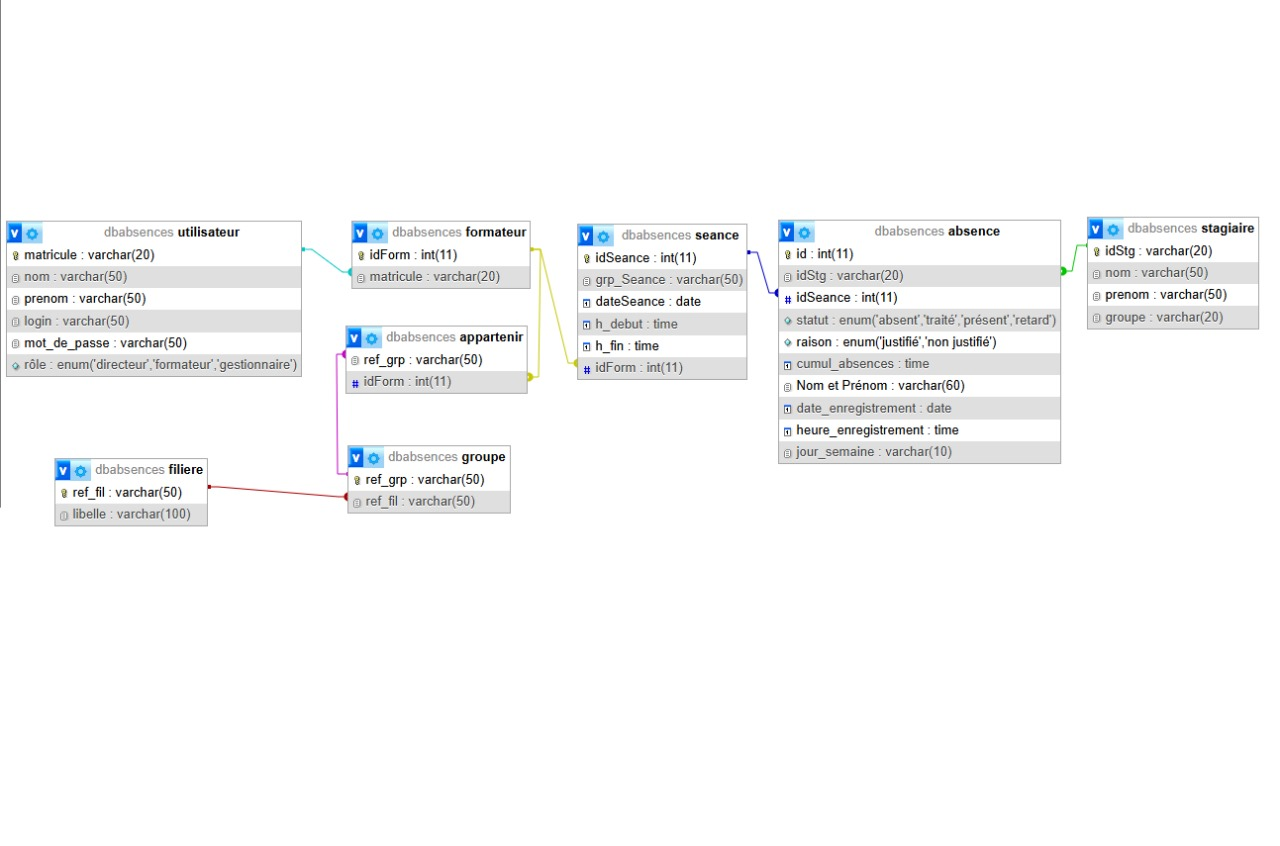 dbabsences utilisateur
matricule : varchar(20)
nom : varchar(50)
prenom : varchar(50)
login : varchar(50)
mot_de_passe : varchar(50)
rôle : enum('directeur','formateur','gestionnaire')
dbabsences formateur
idForm : int(11)
matricule : varchar(20)
dbabsences appartenir
ref_grp : varchar(50)
# idForm : int(11)
dbabsences filiere
ref_fil : varchar(50)
libelle : varchar(100)
dbabsences groupe
ref_grp : varchar(50)
ref_fil : varchar(50)
dbabsences seance
idSeance : int(11)
grp_Seance : varchar(50)
dateSeance : date
h_debut : time
h_fin : time
# idForm : int(11)
dbabsences absence
id : int(11)
idStg : varchar(20)
# idSeance : int(11)
statut : enum('absent','traité','présent','retard')
raison : enum('justifié','non justifié')
cumul_absences : time
Nom et Prénom : varchar(60)
date_enregistrement : date
heure_enregistrement : time
jour_semaine : varchar(10)
dbabsences stagiaire
idStg : varchar(20)
nom : varchar(50)
prenom : varchar(50)
groupe : varchar(20)